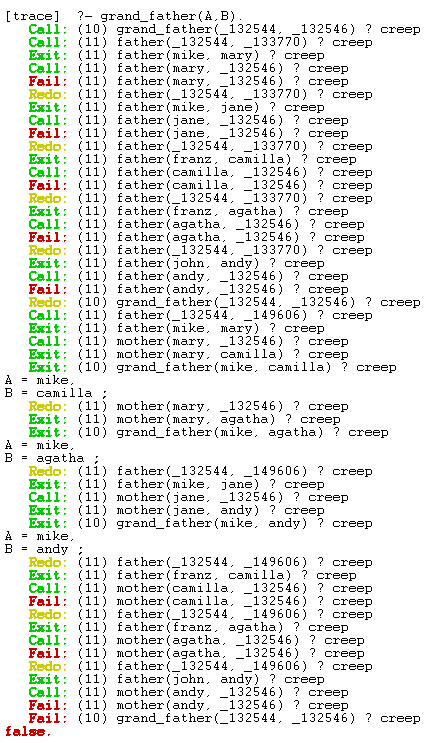 [trace]  ?- grand_father(A,B).
   Call: (10) grand_father(_132544, _132546) ? creep
   Call: (11) father(_132544, _133770) ? creep
   Exit: (11) father(mike, mary) ? creep
   Call: (11) father(mary, _132546) ? creep
   Fail: (11) father(mary, _132546) ? creep
   Redo: (11) father(_132544, _133770) ? creep
   Exit: (11) father(mike, jane) ? creep
   Call: (11) father(jane, _132546) ? creep
   Fail: (11) father(jane, _132546) ? creep
   Redo: (11) father(_132544, _133770) ? creep
   Exit: (11) father(franz, camilla) ? creep
   Call: (11) father(camilla, _132546) ? creep
   Fail: (11) father(camilla, _132546) ? creep
   Redo: (11) father(_132544, _133770) ? creep
   Exit: (11) father(franz, agatha) ? creep
   Call: (11) father(agatha, _132546) ? creep
   Fail: (11) father(agatha, _132546) ? creep
   Redo: (11) father(_132544, _133770) ? creep
   Exit: (11) father(john, andy) ? creep
   Call: (11) father(andy, _132546) ? creep
   Fail: (11) father(andy, _132546) ? creep
   Redo: (10) grand_father(_132544, _132546) ? creep
   Call: (11) father(_132544, _149606) ? creep
   Exit: (11) father(mike, mary) ? creep
   Call: (11) mother(mary, _132546) ? creep
   Exit: (11) mother(mary, camilla) ? creep
   Exit: (10) grand_father(mike, camilla) ? creep
A = mike,
B = camilla ;
   Redo: (11) mother(mary, _132546) ? creep
   Exit: (11) mother(mary, agatha) ? creep
   Exit: (10) grand_father(mike, agatha) ? creep
A = mike,
B = agatha ;
   Redo: (11) father(_132544, _149606) ? creep
   Exit: (11) father(mike, jane) ? creep
   Call: (11) mother(jane, _132546) ? creep
   Exit: (11) mother(jane, andy) ? creep
   Exit: (10) grand_father(mike, andy) ? creep
A = mike,
B = andy ;
   Redo: (11) father(_132544, _149606) ? creep
   Exit: (11) father(franz, camilla) ? creep
   Call: (11) mother(camilla, _132546) ? creep
   Fail: (11) mother(camilla, _132546) ? creep
   Redo: (11) father(_132544, _149606) ? creep
   Exit: (11) father(franz, agatha) ? creep
   Call: (11) mother(agatha, _132546) ? creep
   Fail: (11) mother(agatha, _132546) ? creep
   Redo: (11) father(_132544, _149606) ? creep
   Exit: (11) father(john, andy) ? creep
   Call: (11) mother(andy, _132546) ? creep
   Fail: (11) mother(andy, _132546) ? creep
   Fail: (10) grand_father(_132544, _132546) ? creep
false.